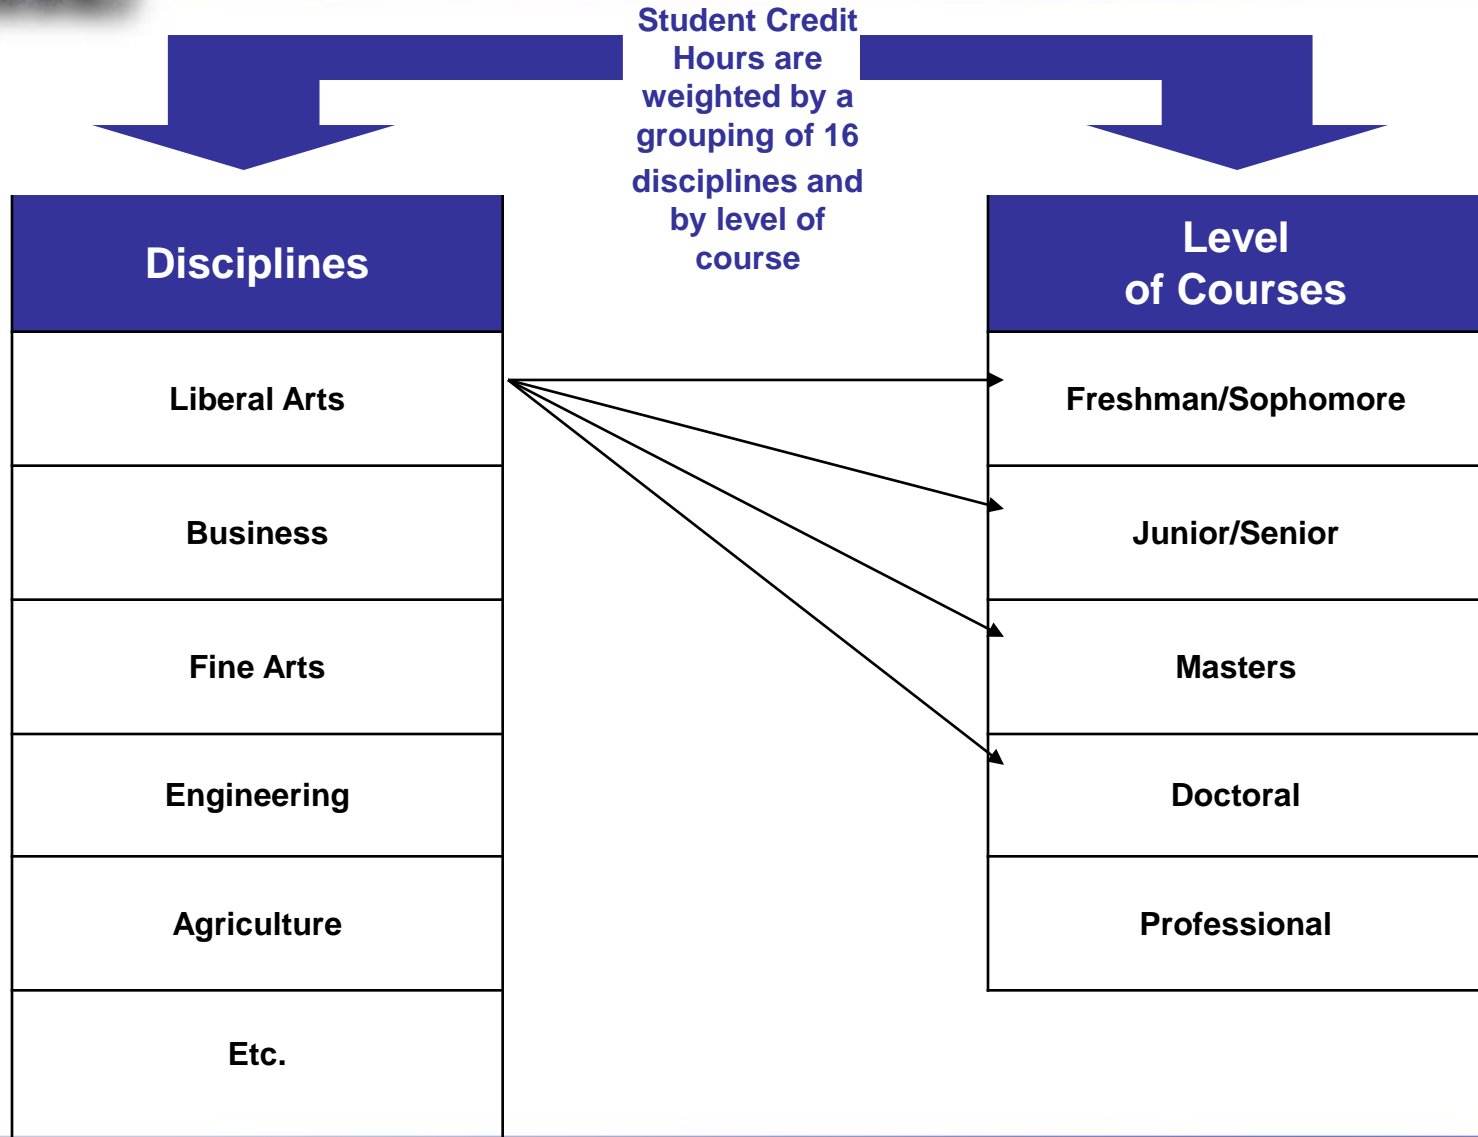 Student Credit
Hours are
weighted by a
grouping of 16
disciplines and
by level of
course
Disciplines
Liberal Arts
Business
Fine Arts
Engineering
Agriculture
Etc.
Level
of Courses
Freshman/Sophomore
Junior/Senior
Masters
Doctoral
Professional